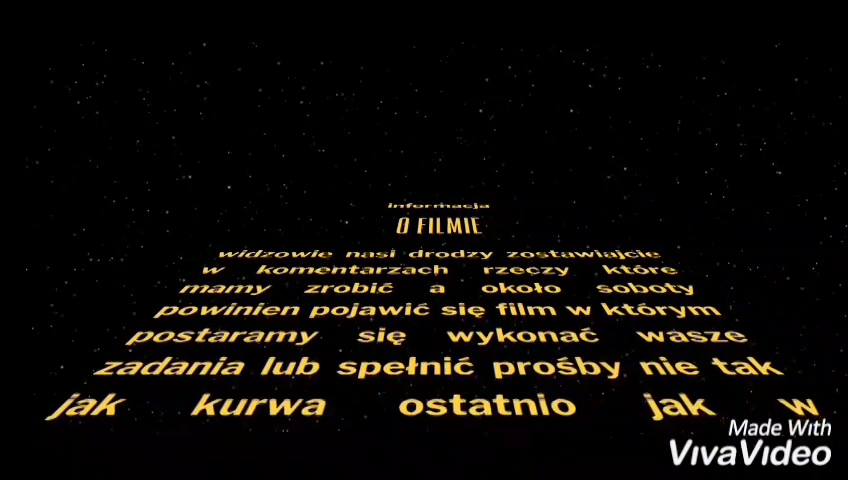 informacja
O FILMIE
widzowie nasi drodzy zostawiajcie
w komentarzach rzeczy które
mamy zrobić a około soboty
powinien pojawić się film w którym
postaramy się wykonać wasze
zadania lub spełnić prośby nie tak
jak kurwa ostatnio jak w
Made With
VivaVideo